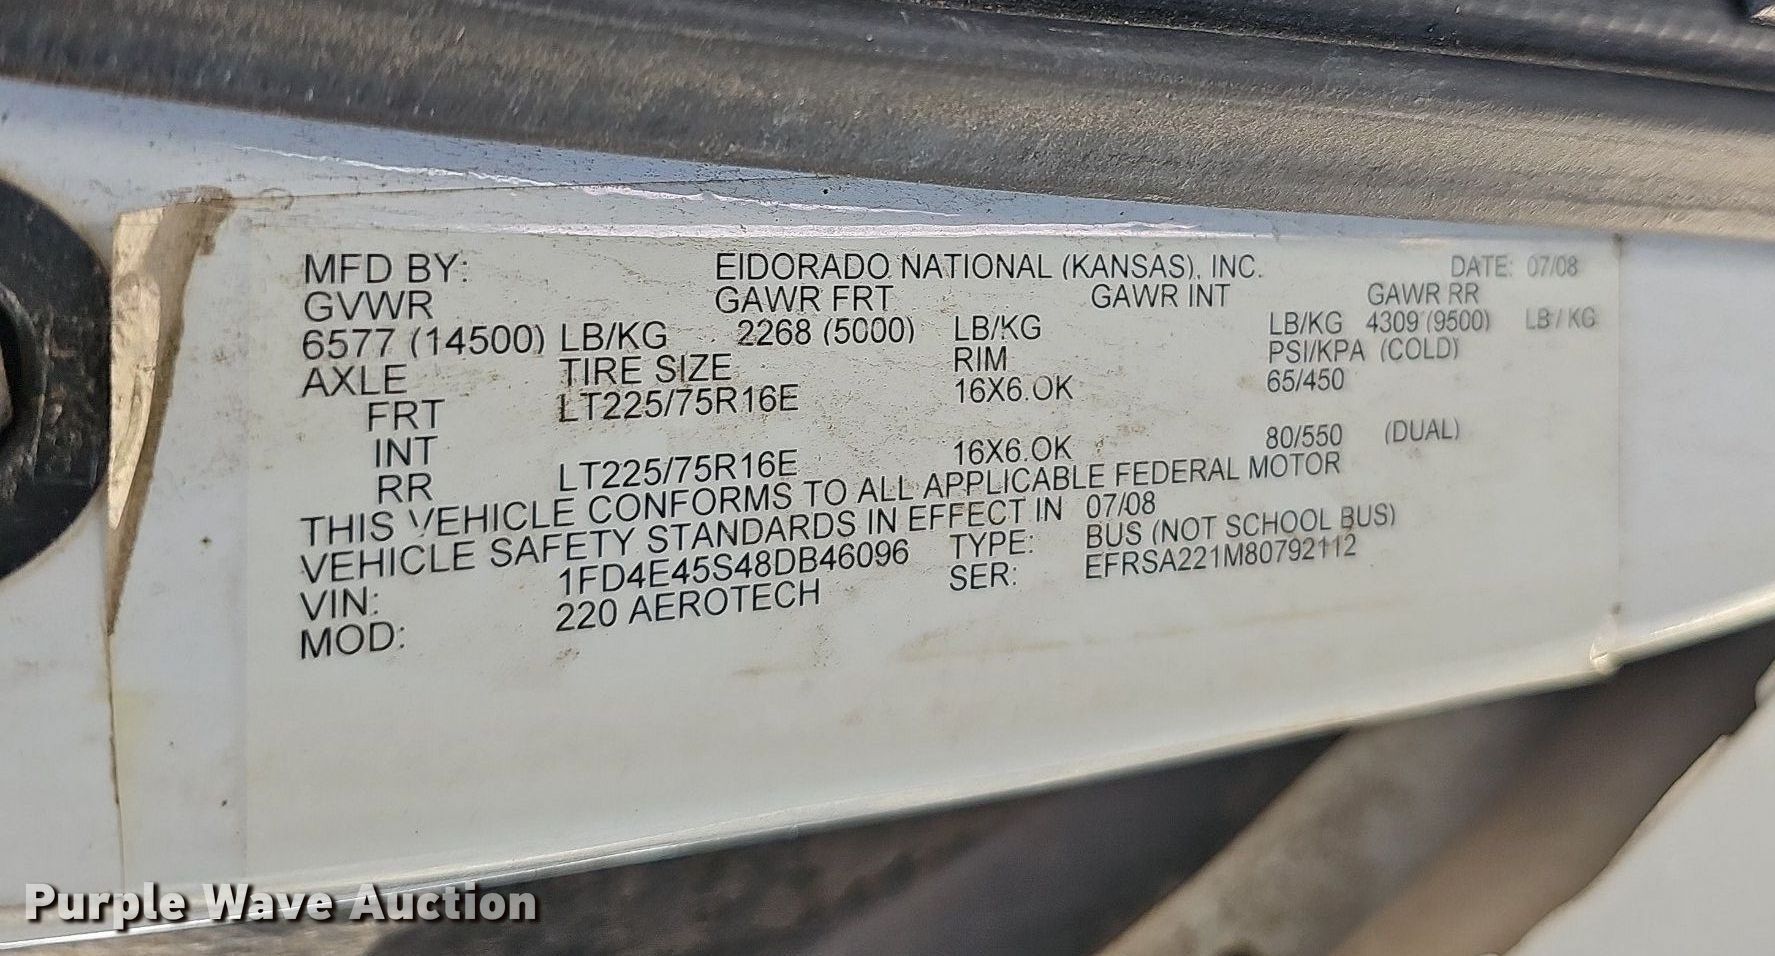 MFD BY: EIDORADO NATIONAL (KANSAS), INC. DATE: 07/08
GVWR GAWR FRT GAWR INT GAWR RR
6577 (14500) LB/KG 2268 (5000) LB/KG LB/KG 4309 (9500) LB/KG
AXLE TIRE SIZE RIM PSI/KPA (COLD)
FRT LT225/75R16E 16X6.OK 65/450
INT
RR LT225/75R16E 16X6.OK 80/550 (DUAL)
THIS VEHICLE CONFORMS TO ALL APPLICABLE FEDERAL MOTOR
VEHICLE SAFETY STANDARDS IN EFFECT IN 07/08
VIN: 1FD4E45S48DB46096 TYPE: BUS (NOT SCHOOL BUS)
MOD: 220 AEROTECH SER: EFRSA221M80792112
Purple Wave Auction